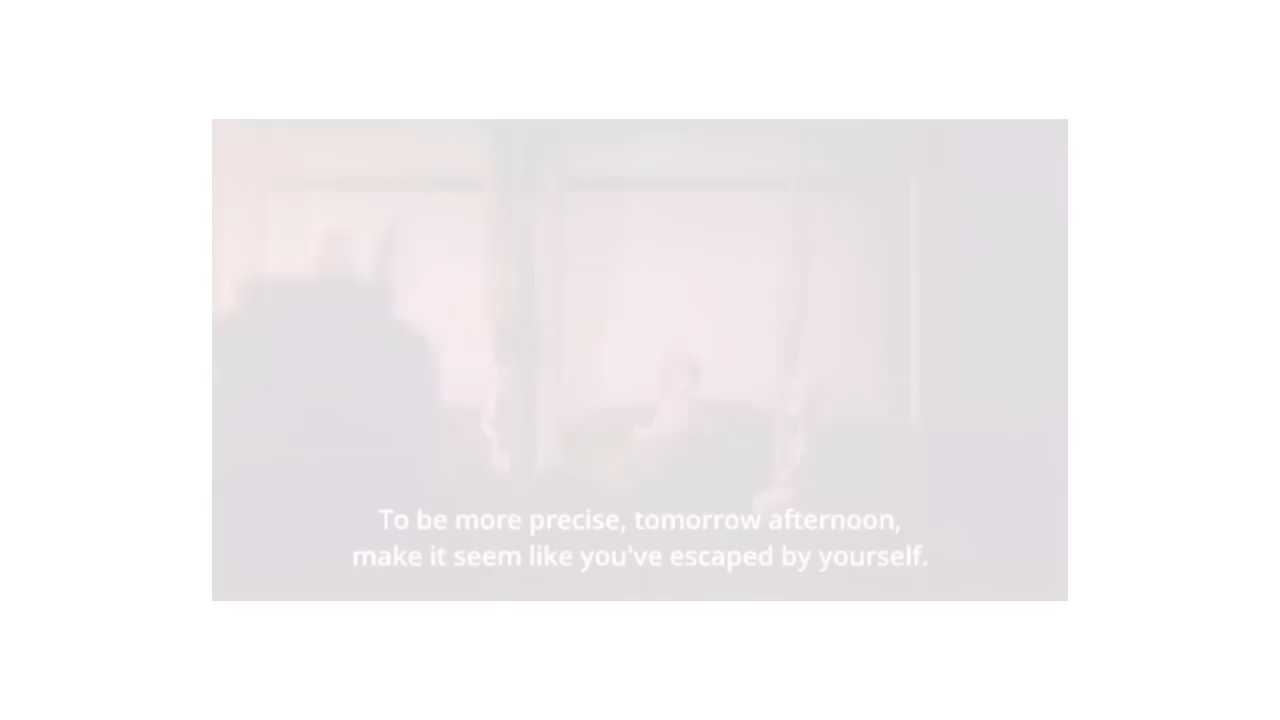 To be more precise, tomorrow afternoon,
make it seem like you've escaped by yourself.